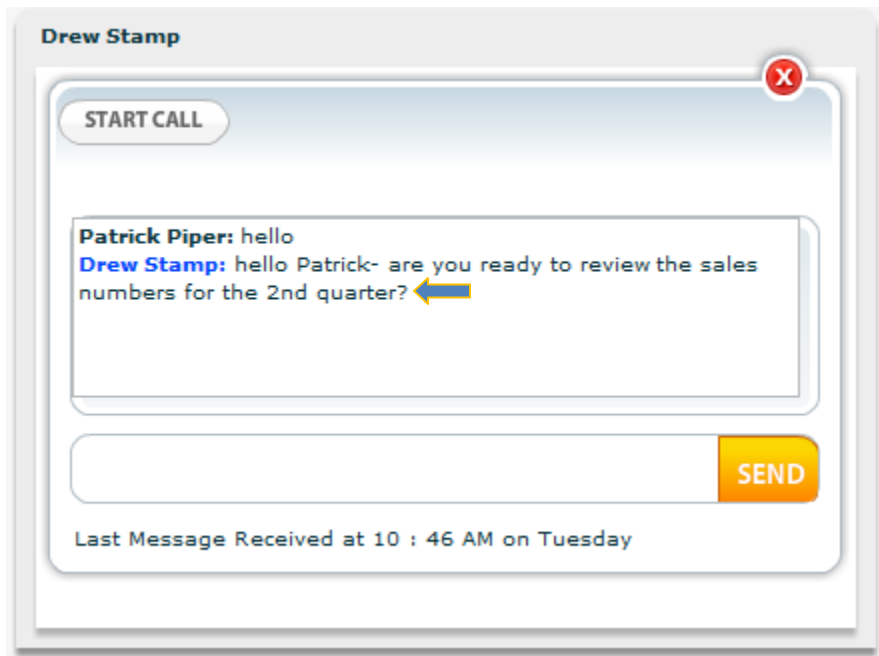 Drew Stamp
X
START CALL
Patrick Piper: hello
Drew Stamp: hello Patrick- are you ready to review the sales
numbers for the 2nd quarter?
SEND
Last Message Received at 10 : 46 AM on Tuesday